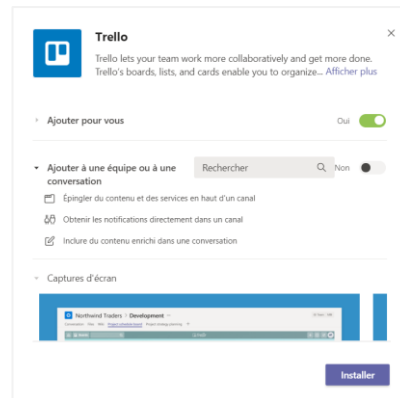 Trello
Trello lets your team work more collaboratively and get more done.
Trello's boards, lists, and cards enable you to organize... Afficher plus
Ajouter pour vous
Oui
Ajouter à une équipe ou à une
conversation
Rechercher
Non
Épingler du contenu et des services en haut d'un canal
Obtenir les notifications directement dans un canal
Inclure du contenu enrichi dans une conversation
Captures d'écran
Northwind Traders > Development
Installer